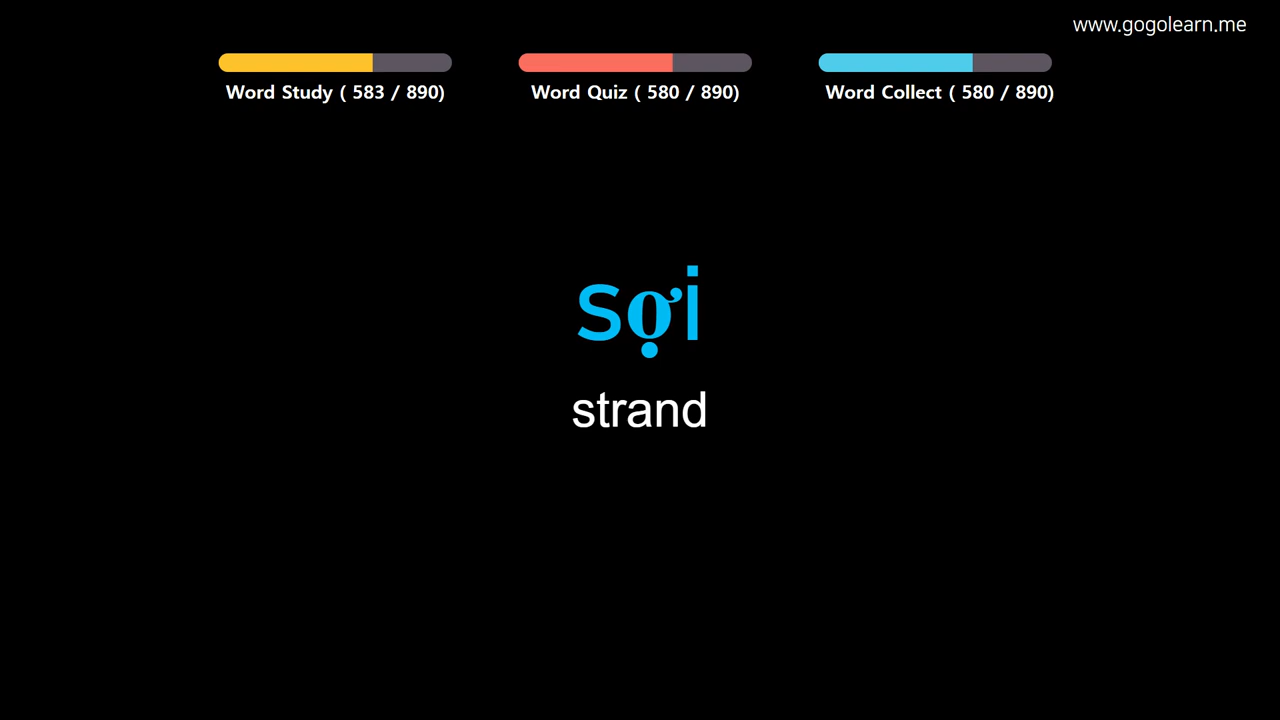 www.gogolearn.me
Word Study ( 583 / 890)
Word Quiz ( 580 / 890)
Word Collect ( 580 / 890)
sợi
strand